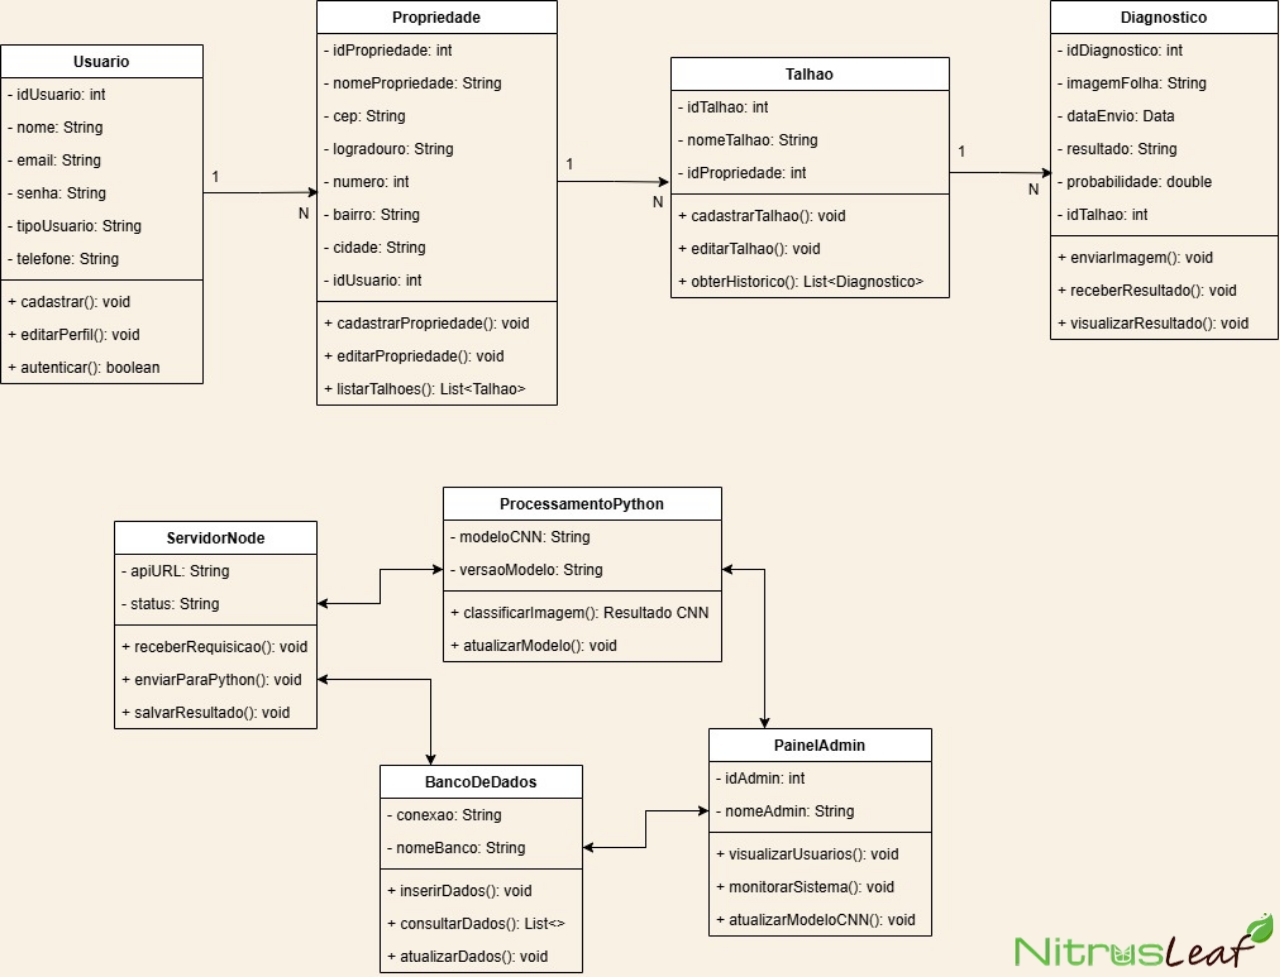 Usuario
- idUsuario: int
- nome: String
- email: String
- senha: String
- tipoUsuario: String
- telefone: String
+ cadastrar(): void
+ editarPerfil(): void
+ autenticar(): boolean
1
N
Propriedade
- idPropriedade: int
- nomePropriedade: String
- cep: String
- logradouro: String
- numero: int
- bairro: String
- cidade: String
- idUsuario: int
+ cadastrarPropriedade(): void
+ editarPropriedade(): void
+ listarTalhoes(): List<Talhao>
1
N
Talhao
- idTalhao: int
- nomeTalhao: String
- idPropriedade: int
+ cadastrarTalhao(): void
+ editarTalhao(): void
+ obterHistorico(): List<Diagnostico>
1
N
Diagnostico
- idDiagnostico: int
- imagemFolha: String
- dataEnvio: Data
- resultado: String
- probabilidade: double
- idTalhao: int
+ enviarImagem(): void
+ receberResultado(): void
+ visualizarResultado(): void
ServidorNode
- apiURL: String
- status: String
+ receberRequisicao(): void
+ enviarParaPython(): void
+ salvarResultado(): void
ProcessamentoPython
- modeloCNN: String
- versaoModelo: String
+ classificarImagem(): Resultado CNN
+ atualizarModelo(): void
BancoDeDados
- conexao: String
- nomeBanco: String
+ inserirDados(): void
+ consultarDados(): List<>
+ atualizarDados(): void
PainelAdmin
- idAdmin: int
- nomeAdmin: String
+ visualizarUsuarios(): void
+ monitorarSistema(): void
+ atualizarModeloCNN(): void
NitrusLeaf